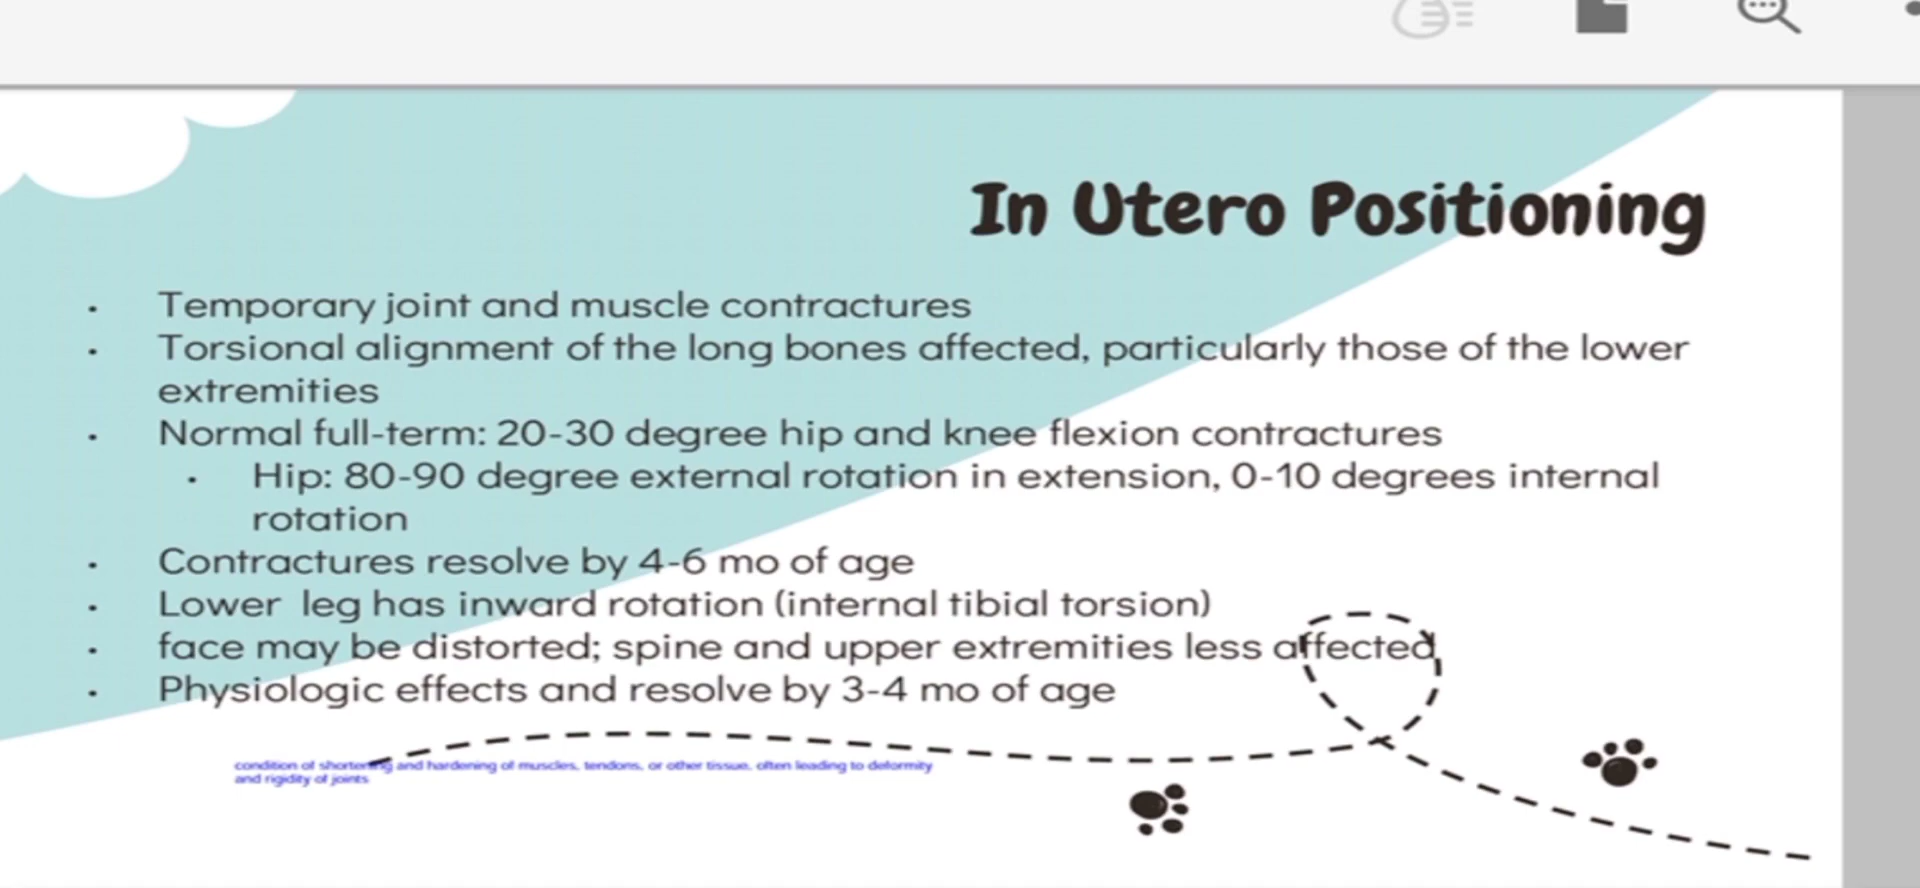 In Utero Positioning
• Temporary joint and muscle contractures
• Torsional alignment of the long bones affected, particularly those of the lower
extremities
• Normal full-term: 20-30 degree hip and knee flexion contractures
• Hip: 80-90 degree external rotation in extension, 0-10 degrees internal
rotation
• Contractures resolve by 4-6 mo of age
• Lower leg has inward rotation (internal tibial torsion)
• face may be distorted; spine and upper extremities less affected
• Physiologic effects and resolve by 3-4 mo of age
condition of shortening and hardening of muscles, tendons, or other tissue, often leading to deformity
and rigidity of joints